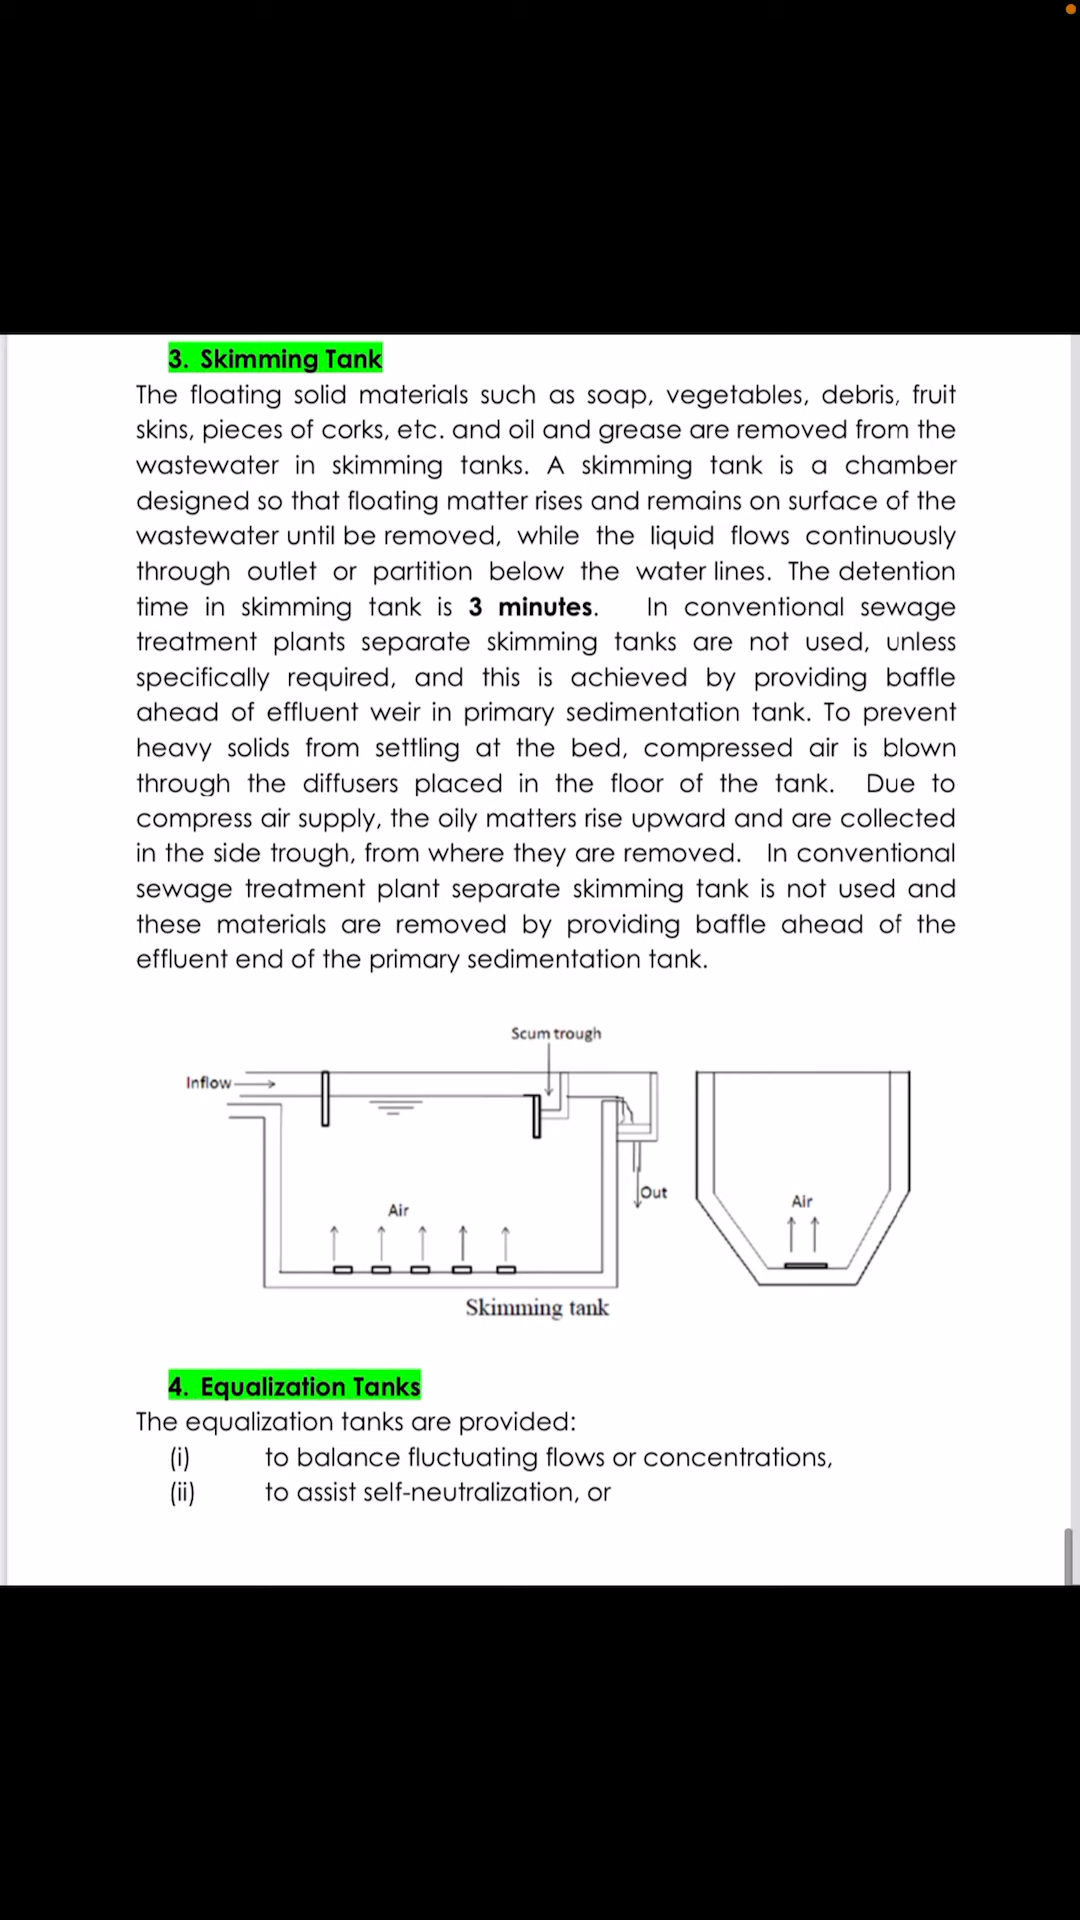 3. Skimming Tank
The floating solid materials such as soap, vegetables, debris, fruit
skins, pieces of corks, etc. and oil and grease are removed from the
wastewater in skimming tanks. A skimming tank is a chamber
designed so that floating matter rises and remains on surface of the
wastewater until be removed, while the liquid flows continuously
through outlet or partition below the water lines. The detention
time in skimming tank is 3 minutes. In conventional sewage
treatment plants separate skimming tanks are not used, unless
specifically required, and this is achieved by providing baffle
ahead of effluent weir in primary sedimentation tank. To prevent
heavy solids from settling at the bed, compressed air is blown
through the diffusers placed in the floor of the tank. Due to
compress air supply, the oily matters rise upward and are collected
in the side trough, from where they are removed. In conventional
sewage treatment plant separate skimming tank is not used and
these materials are removed by providing baffle ahead of the
effluent end of the primary sedimentation tank.
Scum trough
Inflow
Out
Air
Air
Skimming tank
4. Equalization Tanks
The equalization tanks are provided:
(i) to balance fluctuating flows or concentrations,
(ii) to assist self-neutralization, or